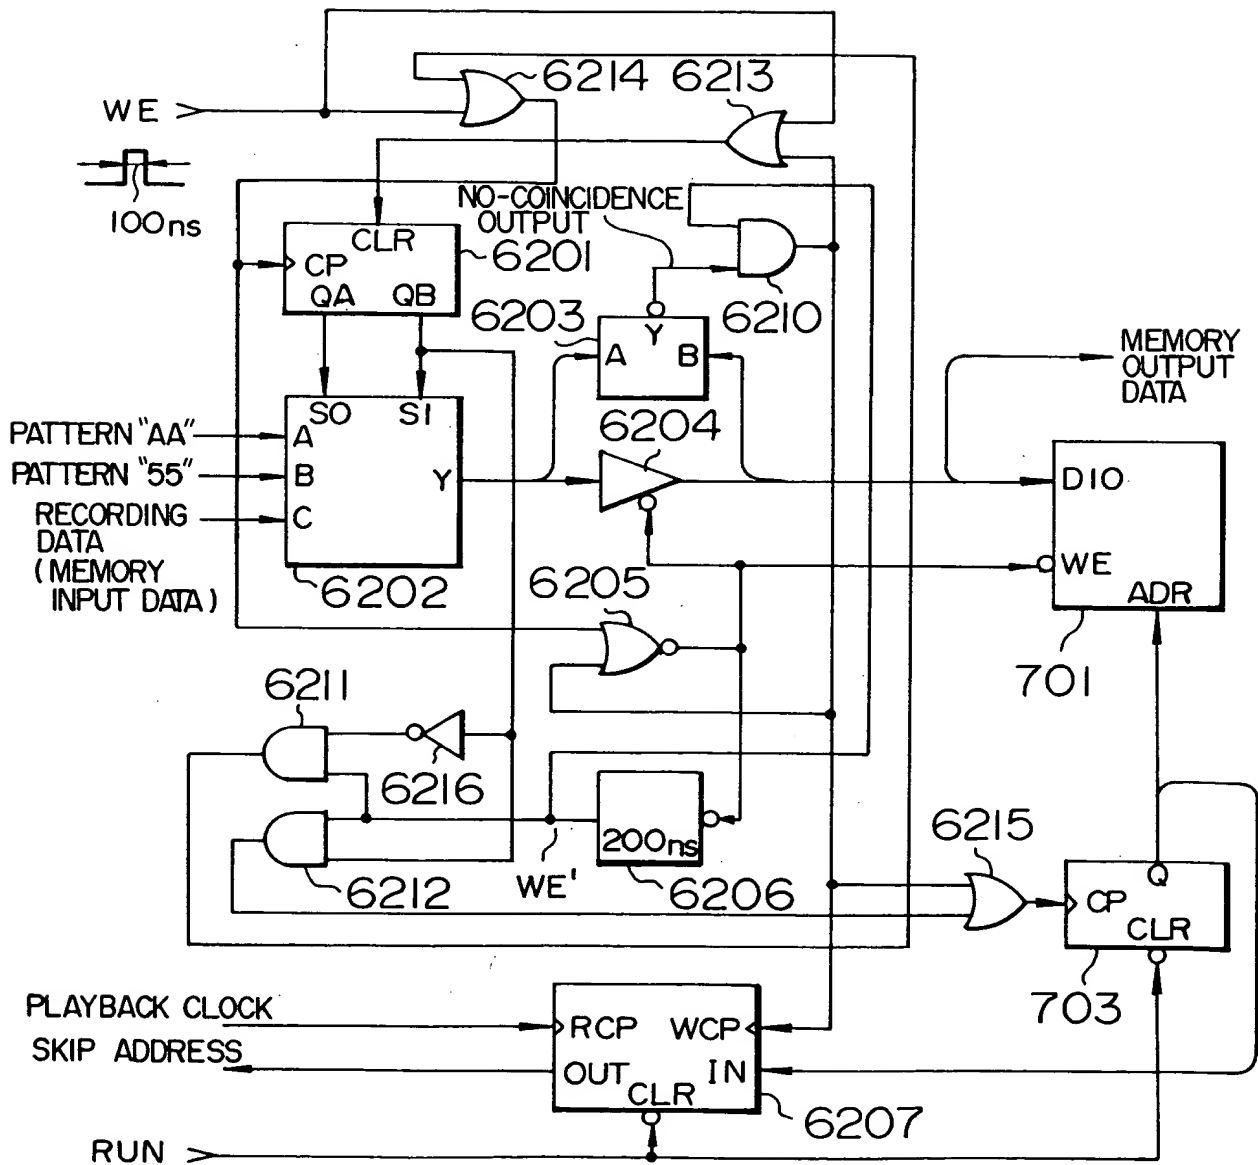 6214
6213
WE
100ns
NO-COINCIDENCE
OUTPUT
CLR
CP
QA
QB
6201
6210
6203
Y
A
B
MEMORY
OUTPUT
DATA
S0
S1
6204
PATTERN "AA"
A
PATTERN "55"
B
Y
DIO
RECORDING
DATA
(MEMORY
INPUT DATA)
C
6202
6205
WE
ADR
701
6211
6216
200ns
6206
6215
6212
WE'
Q
CP
CLR
703
PLAYBACK CLOCK
RCP
WCP
SKIP ADDRESS
OUT
IN
CLR
6207
RUN